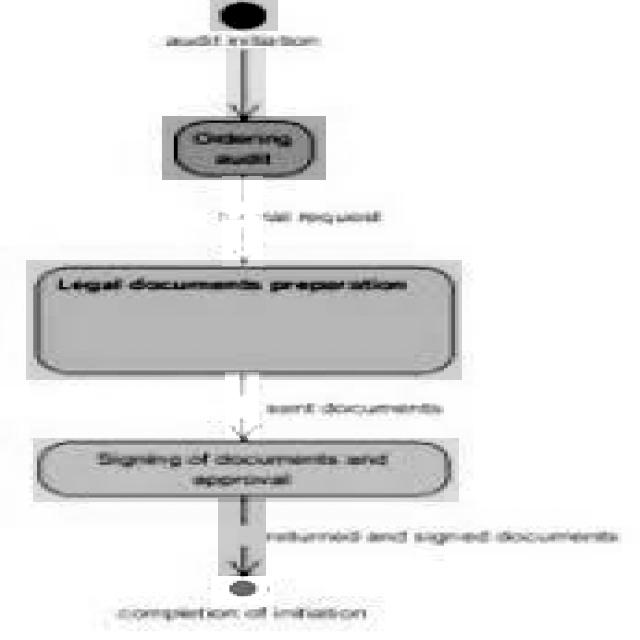 audit initiation
Ordering
audit
request
Legal documents preparation
sent documents
Signing of documents and
approval
returned and signed documents
completion of initiation